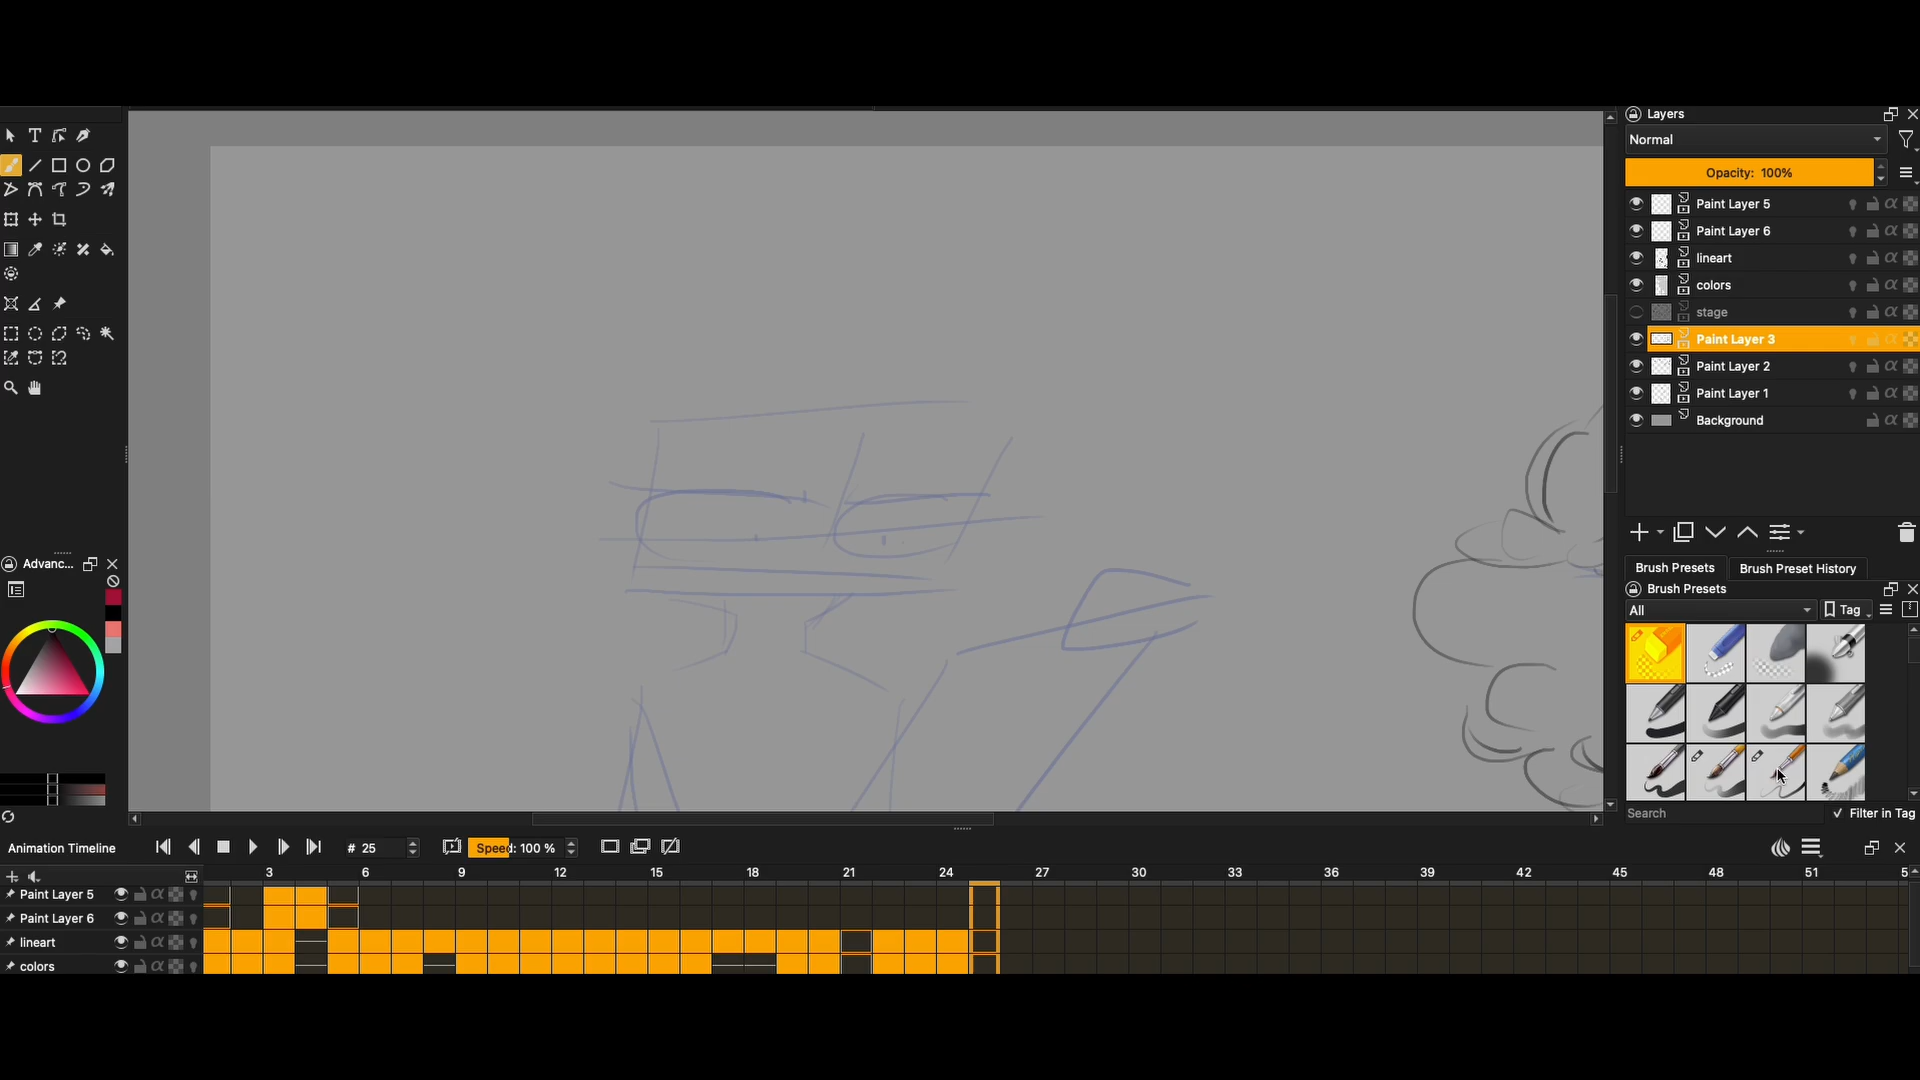 Layers
Normal
Opacity: 100%
Paint Layer 5
Paint Layer 6
lineart
colors
stage
Paint Layer 3
Paint Layer 2
Paint Layer 1
Background
Advanc...
Brush Presets
Brush Preset History
Brush Presets
All
Tag
Search
Filter in Tag
Animation Timeline
# 25
Speed: 100 %
3 6 9 12 15 18 21 24 27 30 33 36 39 42 45 48 51 5
Paint Layer 5
Paint Layer 6
lineart
colors